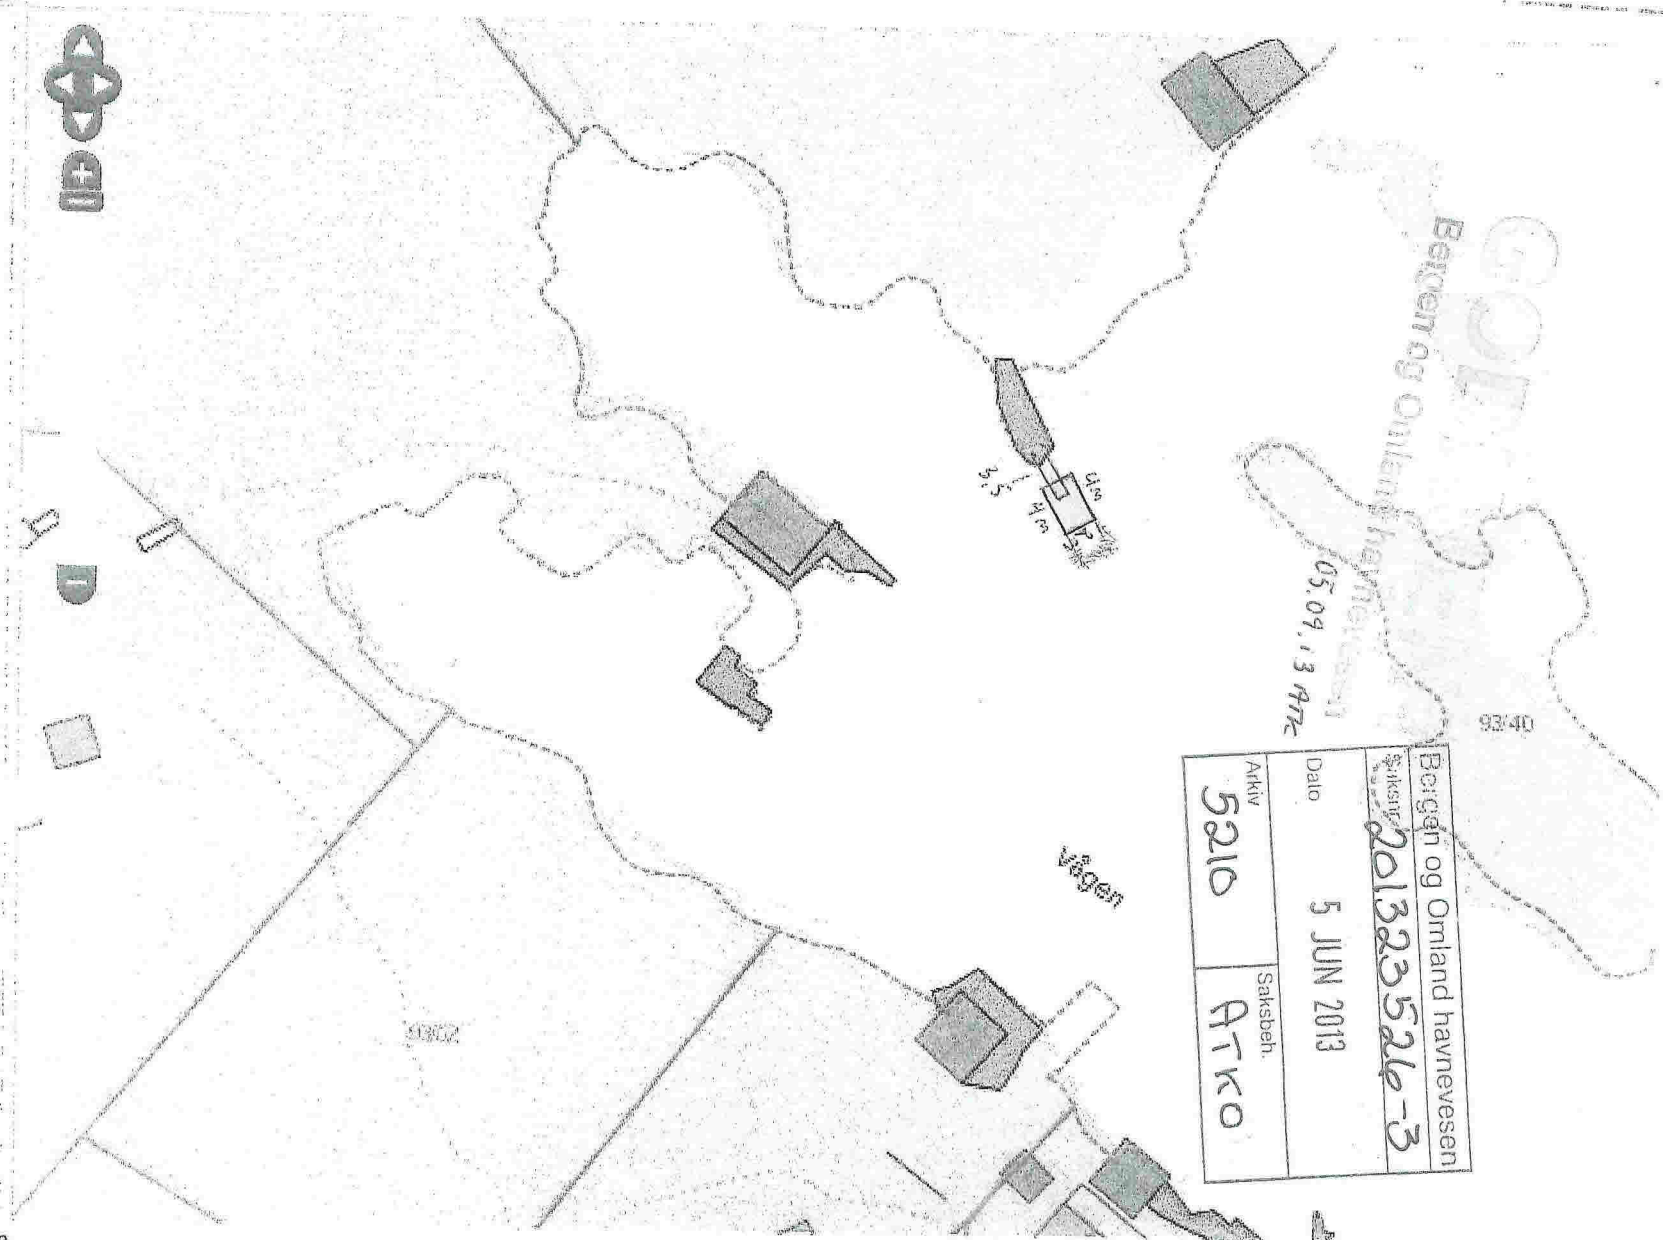 Bergen og Omland havnevesen
Saksnr. 201323526-3
Dato 5 JUN 2013
Arkiv
5210
Saksbeh.
ATKO
Bergen og Omland havnevesen
05.09.13 ATK
93/40
Vågen
4m
3,5
4m